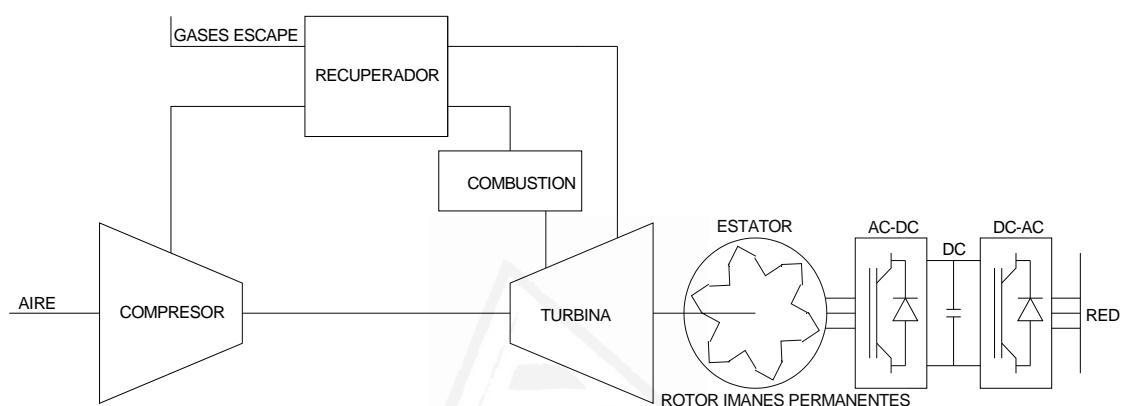 GASES ESCAPE
RECUPERADOR
COMBUSTION
ESTATOR
AC-DC
DC
DC-AC
AIRE
COMPRESOR
TURBINA
RED
ROTOR IMANES PERMANENTES